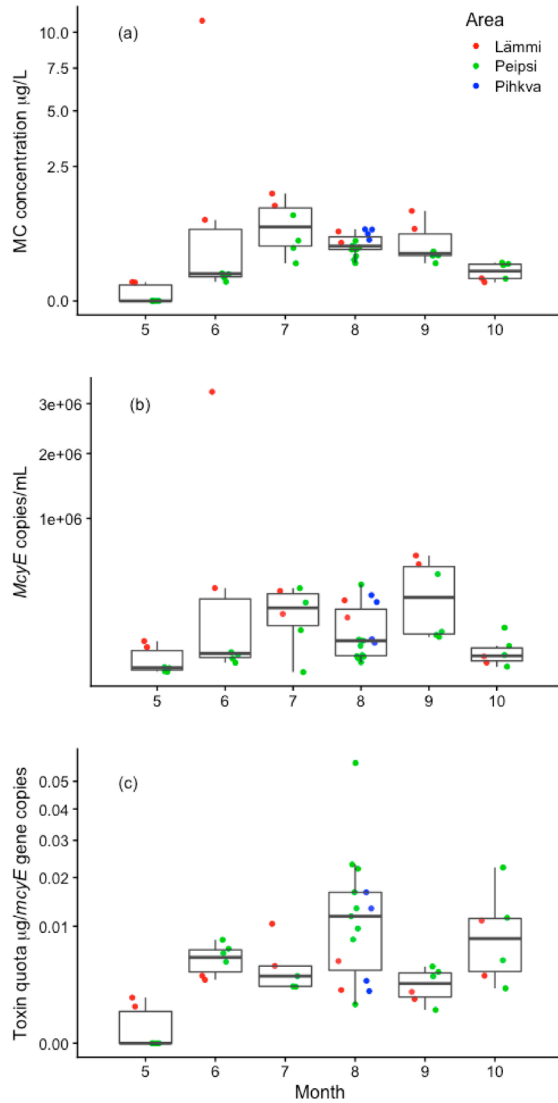 (a)
Area
Lämmi
Peipsi
Pihkva
MC concentration μg/L
10.0
7.5
5.0
2.5
0.0
5 6 7 8 9 10
(b)
McyE copies/mL
3e+06
2e+06
1e+06
5 6 7 8 9 10
(c)
Toxin quota μg/mcyE gene copies
0.05
0.04
0.03
0.02
0.01
0.00
5 6 7 8 9 10
Month